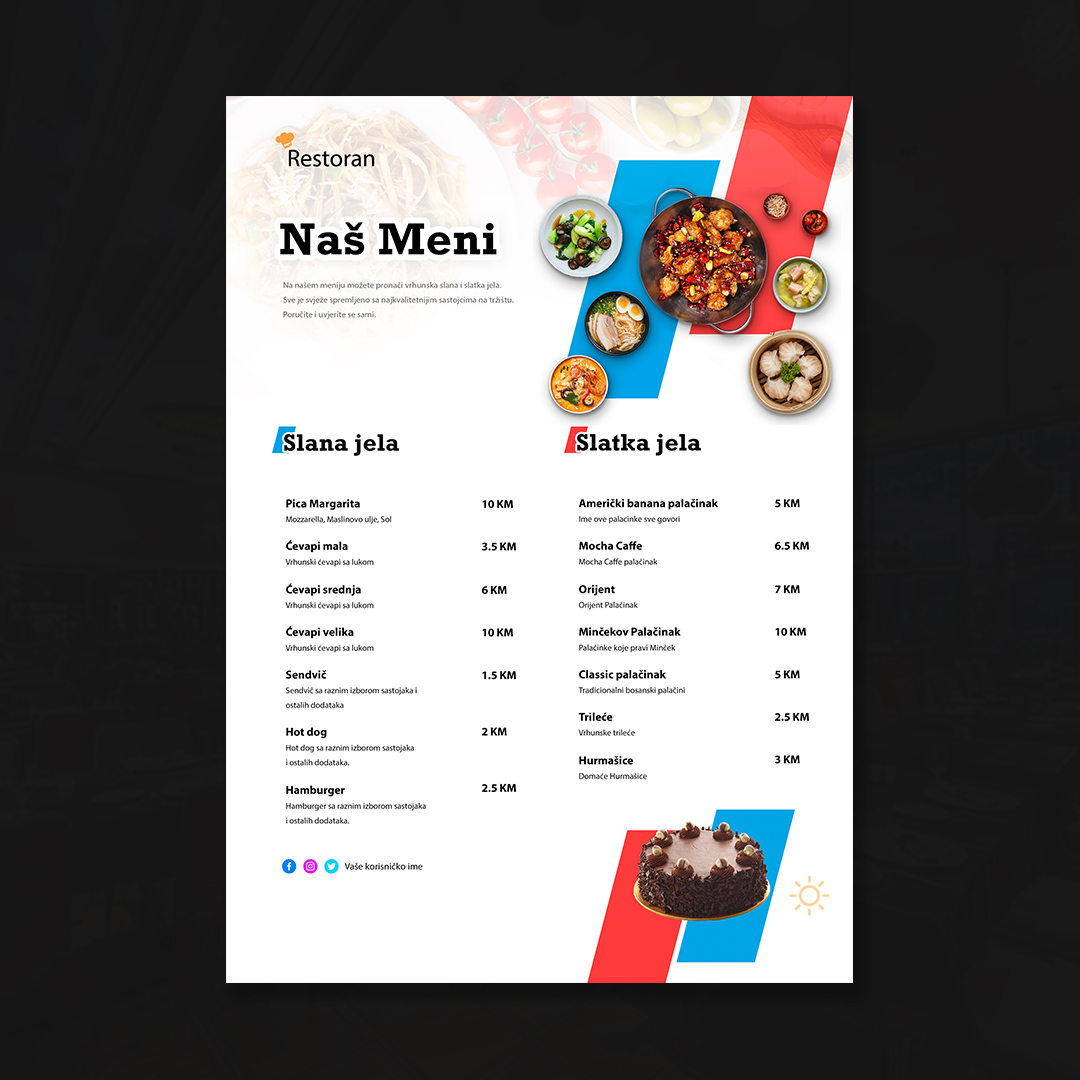 Restoran
Naš Meni
Na našem meniju možete pronaći vrhunska slana i slatka jela.
Sve je svježe spremljeno sa najkvalitetnijim sastojcima na tržištu.
Poručite i uvjerite se sami.
Slana jela
Pica Margarita 10 KM
Mozzarella, Maslinovo ulje, Sol
Ćevapi mala 3.5 KM
Vrhunski ćevapi sa lukom
Ćevapi srednja 6 KM
Vrhunski ćevapi sa lukom
Ćevapi velika 10 KM
Vrhunski ćevapi sa lukom
Sendvič 1.5 KM
Sendvič sa raznim izborom sastojaka i
ostalih dodataka
Hot dog 2 KM
Hot dog sa raznim izborom sastojaka
i ostalih dodataka.
Hamburger 2.5 KM
Hamburger sa raznim izborom sastojaka
i ostalih dodataka.
Slatka jela
Američki banana palačinak 5 KM
Ime ove palacinke sve govori
Mocha Caffe 6.5 KM
Mocha Caffe palačinak
Orijent 7 KM
Orijent Palačinak
Minčekov Palačinak 10 KM
Palačinke koje pravi Minček
Classic palačinak 5 KM
Tradicionalni bosanski palačini
Trileće 2.5 KM
Vrhunske trileće
Hurmašice 3 KM
Domaće Hurmašice
Vaše korisničko ime